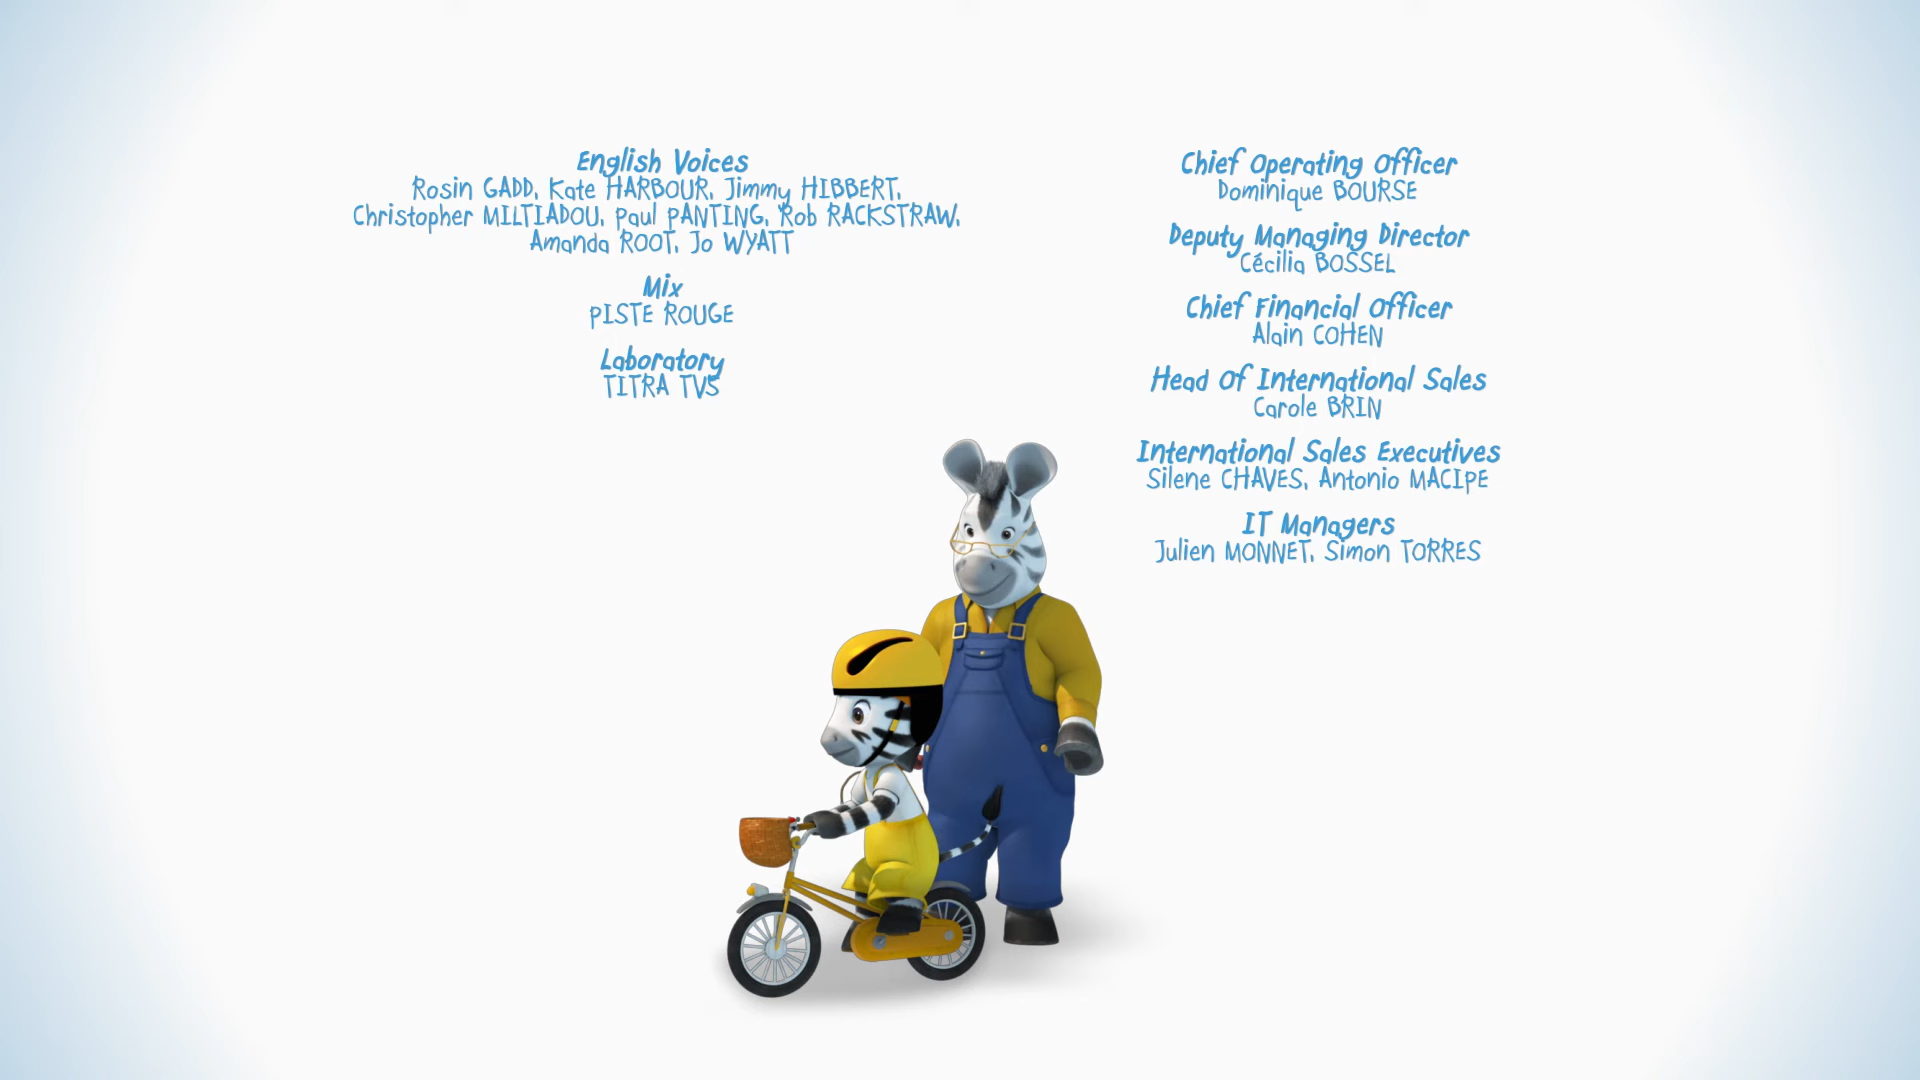 English Voices
Rosin GADD, Kate HARBOUR, Jimmy HIBBERT,
Christopher MILTIADOU, Paul PANTING, Rob RACKSTRAW,
Amanda ROOT, Jo WYATT
Mix
PISTE ROUGE
Laboratory
TITRA TVS
Chief Operating Officer
Dominique BOURSE
Deputy Managing Director
Cécilia BOSSEL
Chief Financial Officer
Alain COHEN
Head Of International Sales
Carole BRIN
International Sales Executives
Silene CHAVES, Antonio MACIPE
IT Managers
Julien MONNET, Simon TORRES